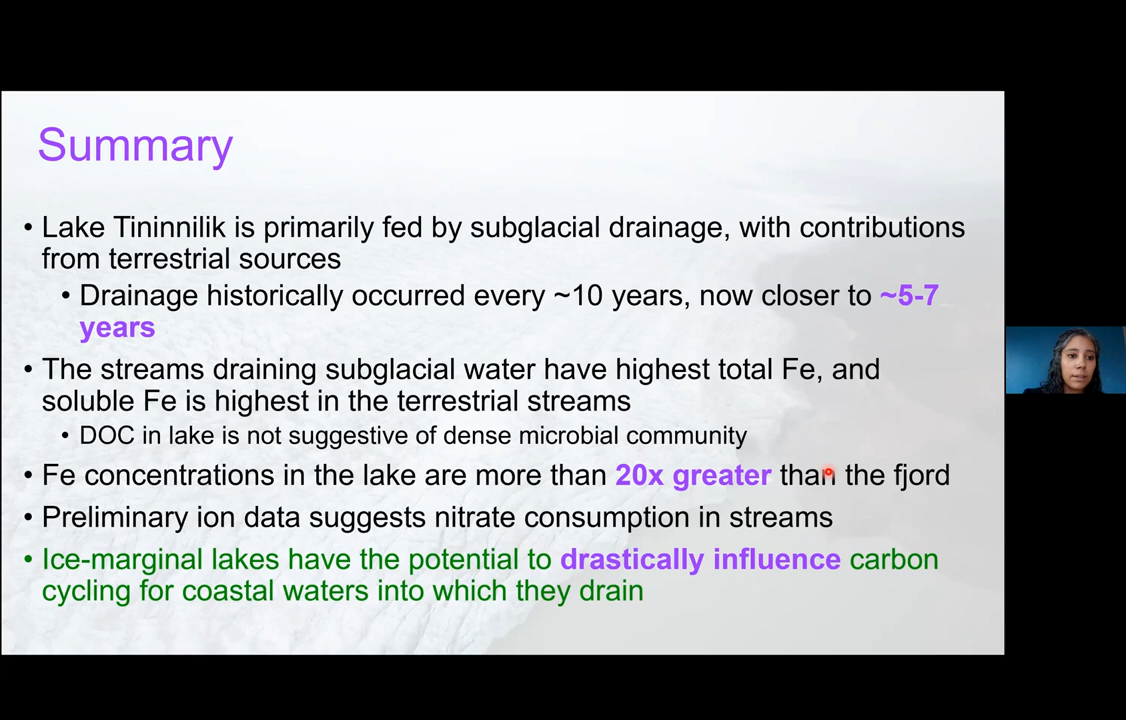 Summary
• Lake Tininnilik is primarily fed by subglacial drainage, with contributions
from terrestrial sources
• Drainage historically occurred every ~10 years, now closer to ~5-7
years
• The streams draining subglacial water have highest total Fe, and
soluble Fe is highest in the terrestrial streams
• DOC in lake is not suggestive of dense microbial community
• Fe concentrations in the lake are more than 20x greater than the fjord
• Preliminary ion data suggests nitrate consumption in streams
• Ice-marginal lakes have the potential to drastically influence carbon
cycling for coastal waters into which they drain